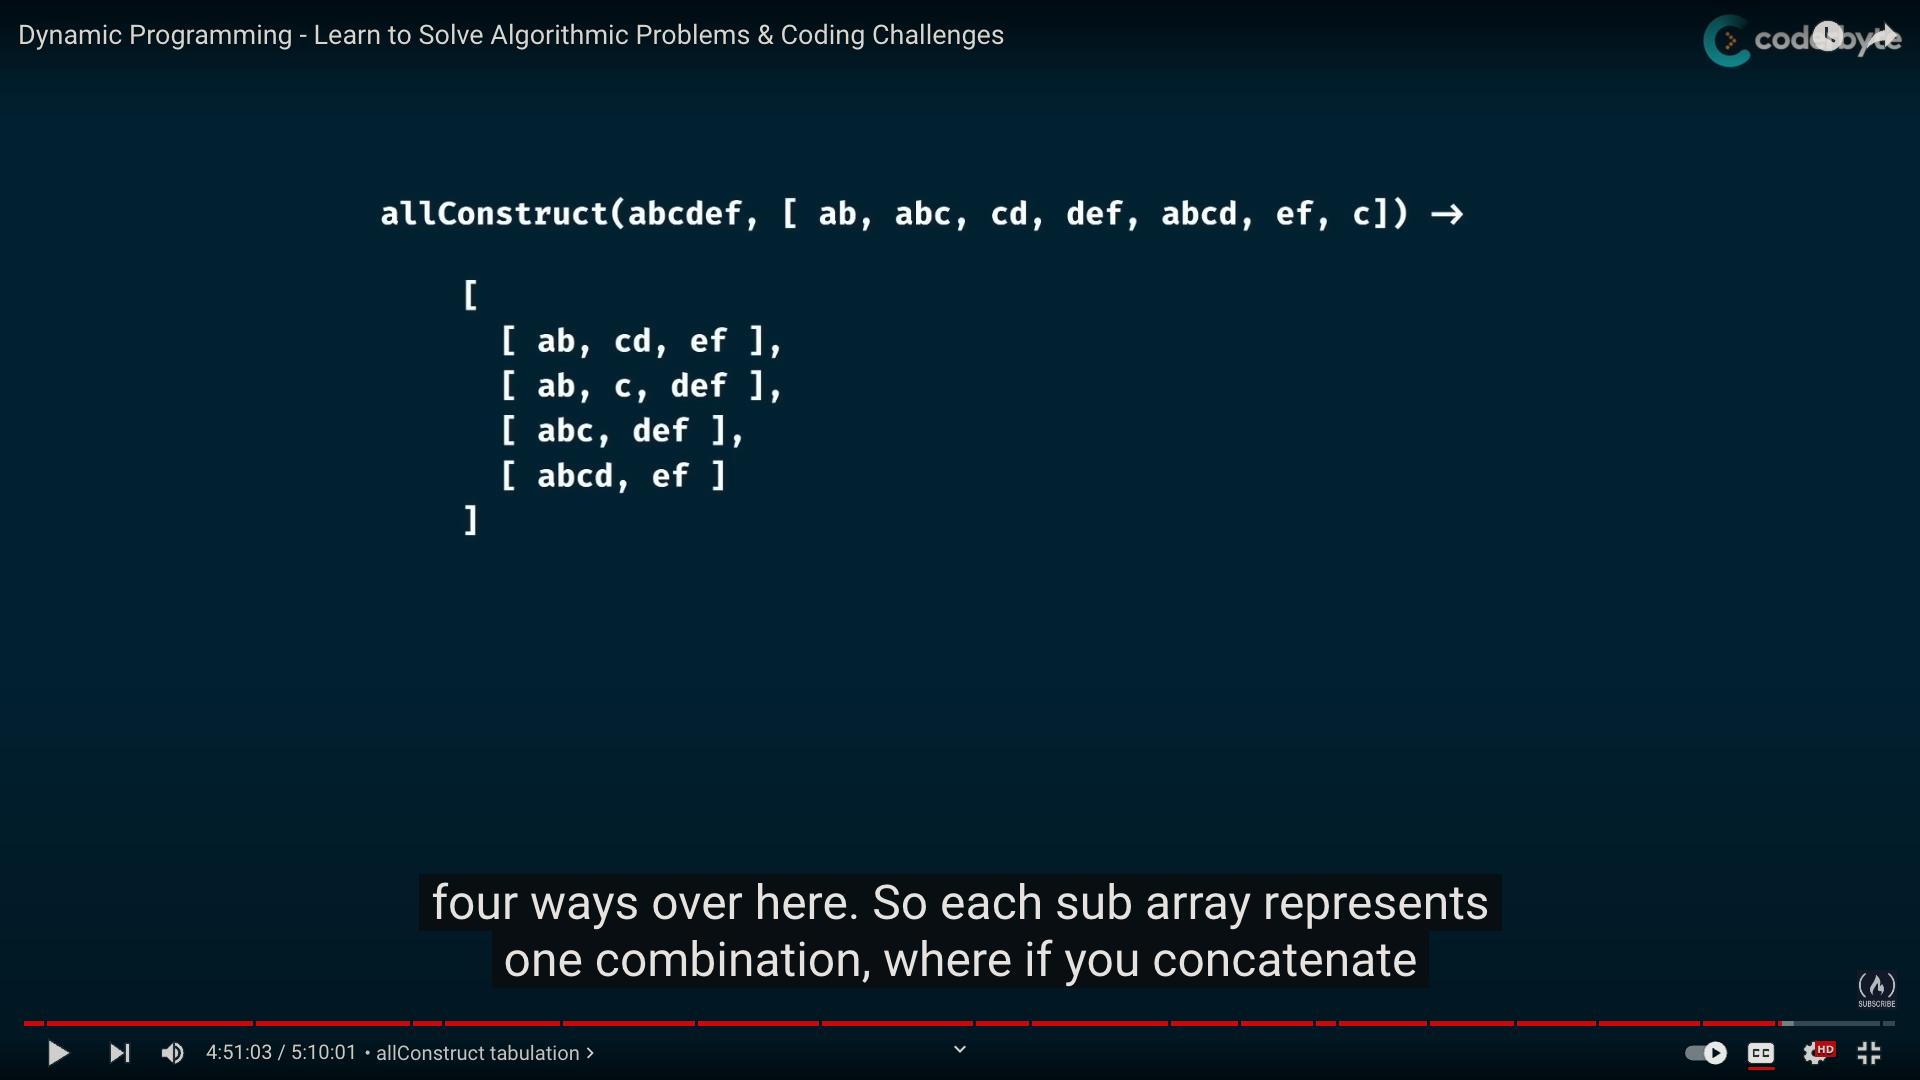 Dynamic Programming - Learn to Solve Algorithmic Problems & Coding Challenges
coderbyte
allConstruct(abcdef, [ ab, abc, cd, def, abcd, ef, c]) →
[
[ ab, cd, ef ],
[ ab, c, def ],
[ abc, def ],
[ abcd, ef ]
]
four ways over here. So each sub array represents
one combination, where if you concatenate
SUBSCRIBE
4:51:03 / 5:10:01 • allConstruct tabulation >
CC
HD